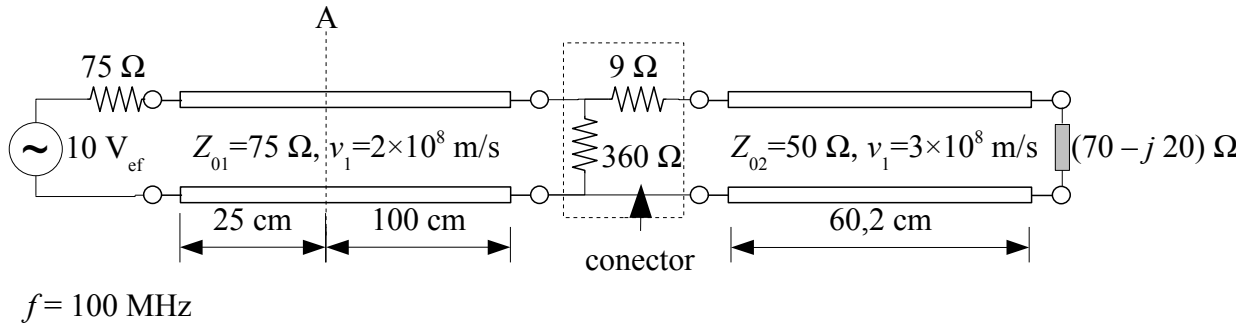 A
75 Ω
9 Ω
10 V_ef
Z_01=75 Ω, v_1=2×10^8 m/s
360 Ω
Z_02=50 Ω, v_1=3×10^8 m/s
(70 – j 20) Ω
25 cm
100 cm
60,2 cm
conector
f = 100 MHz